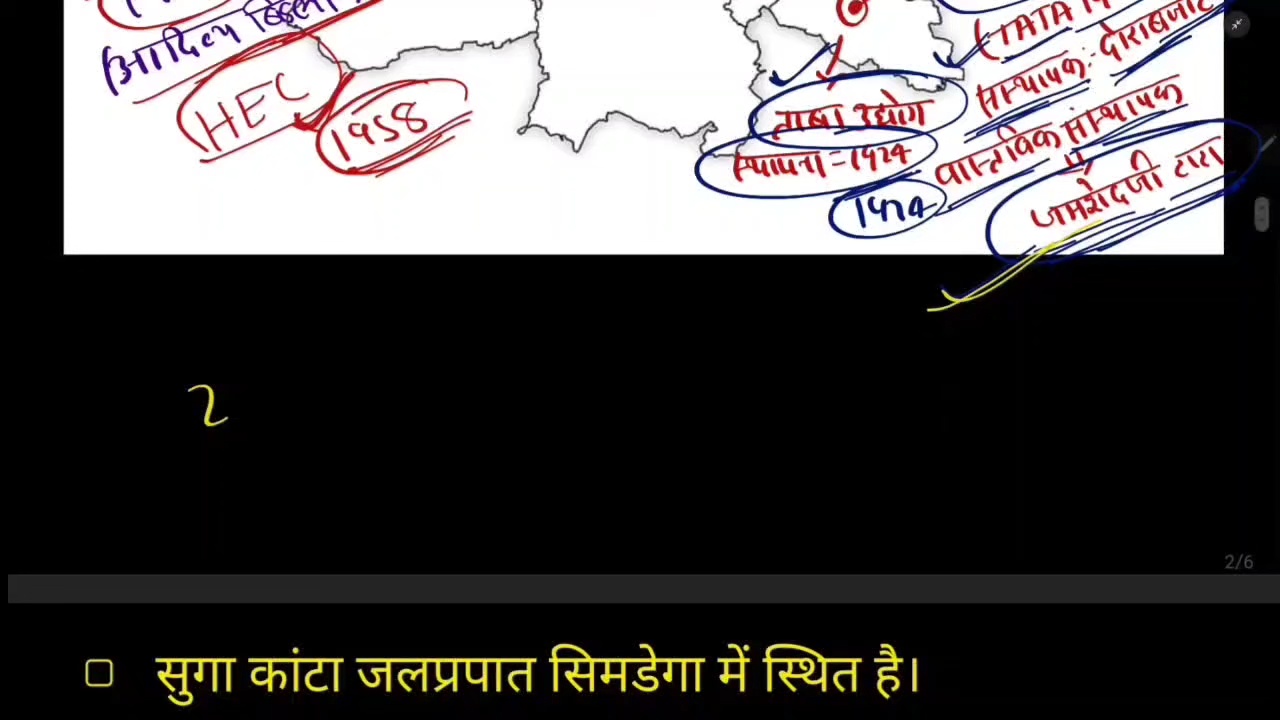 आदित्य बिड़ला
HEC
1958
(TATA
संस्थापक: दोराबजी
ताम्बा उद्योग
स्थापना = 1924
1924
वास्तविक संस्थापक
जमशेदजी टाटा
2
2/6
सुगा कांटा जलप्रपात सिमडेगा में स्थित है।